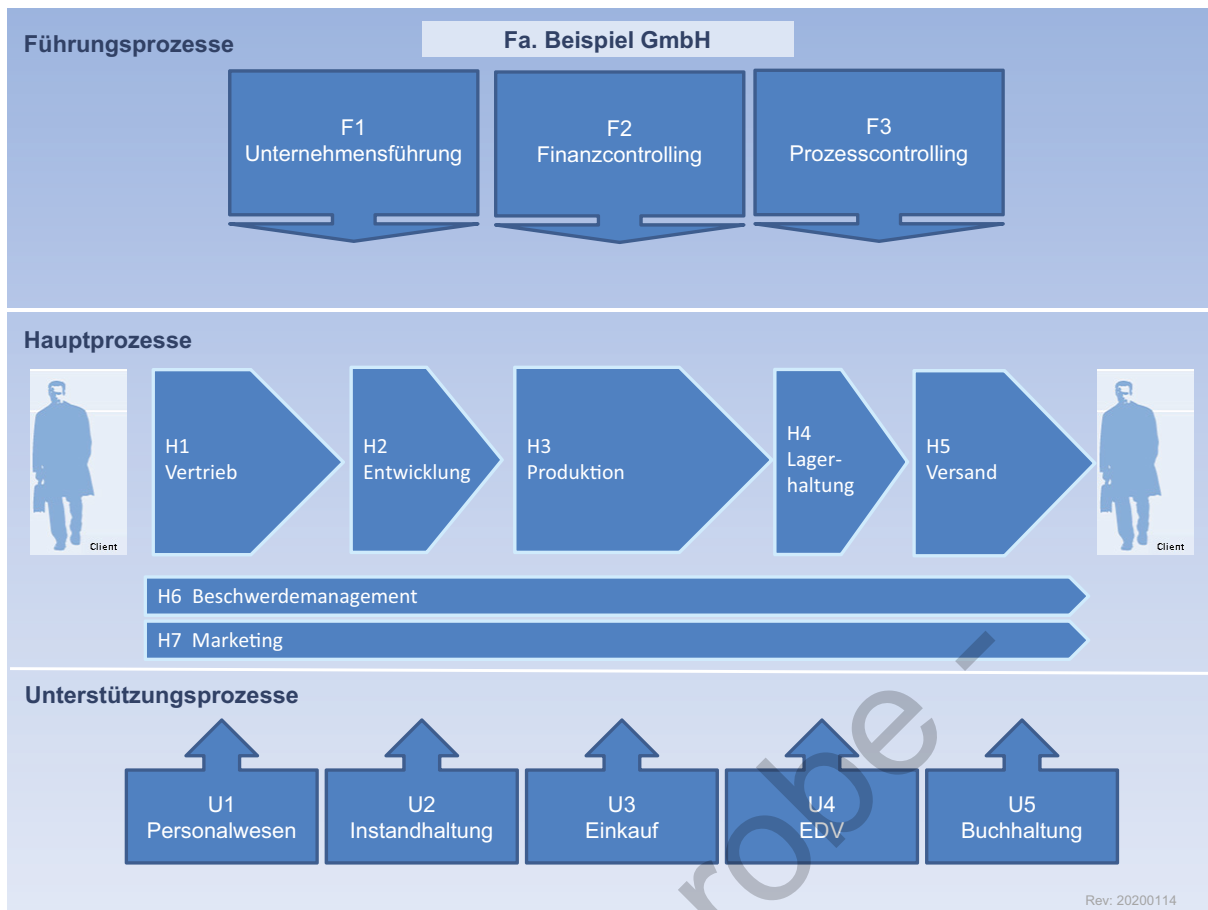 Führungsprozesse
Fa. Beispiel GmbH
F1
Unternehmensführung
F2
Finanzcontrolling
F3
Prozesscontrolling
Hauptprozesse
H1
Vertrieb
H2
Entwicklung
H3
Produktion
H4
Lager-
haltung
H5
Versand
Client
Client
H6 Beschwerdemanagement
H7 Marketing
Unterstützungsprozesse
U1
Personalwesen
U2
Instandhaltung
U3
Einkauf
U4
EDV
U5
Buchhaltung
robe -
Rev: 20200114